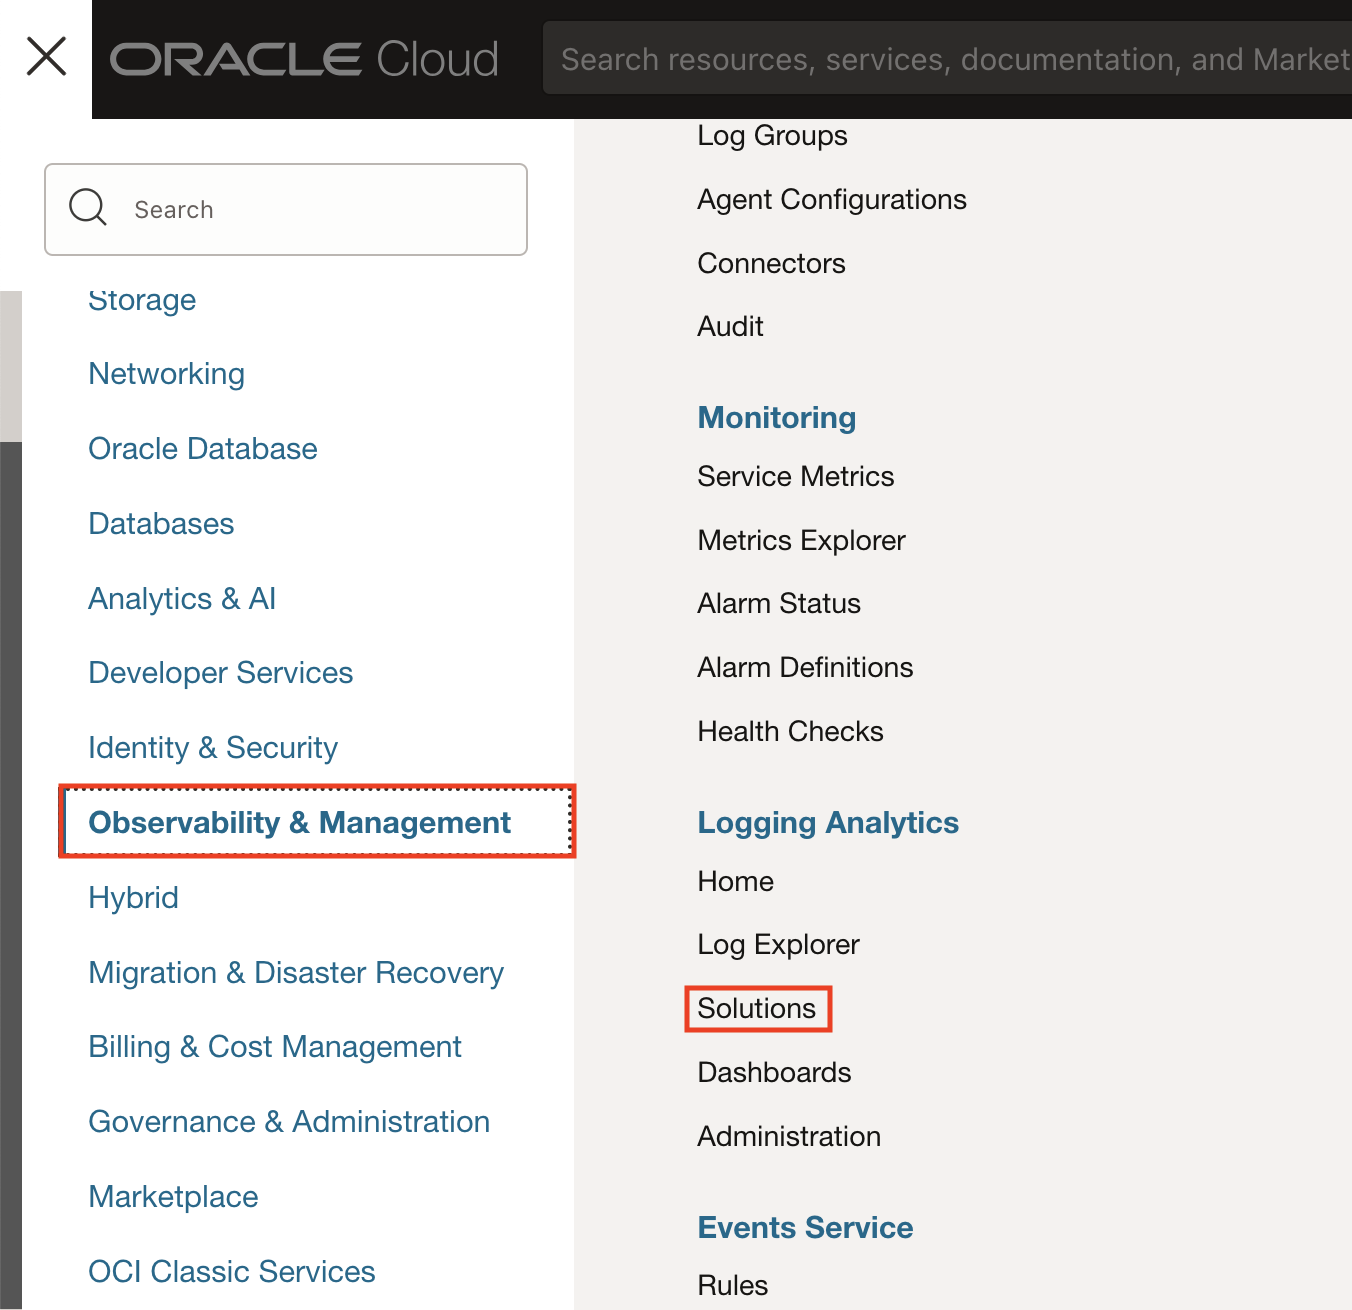 ORACLE Cloud
Search resources, services, documentation, and Market
Search
Storage
Networking
Oracle Database
Databases
Analytics & AI
Developer Services
Identity & Security
Observability & Management
Hybrid
Migration & Disaster Recovery
Billing & Cost Management
Governance & Administration
Marketplace
OCI Classic Services
Log Groups
Agent Configurations
Connectors
Audit
Monitoring
Service Metrics
Metrics Explorer
Alarm Status
Alarm Definitions
Health Checks
Logging Analytics
Home
Log Explorer
Solutions
Dashboards
Administration
Events Service
Rules